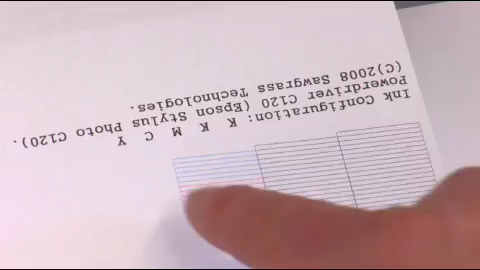 Ink Configuration: K K M C Y
Powerdriver C120 (Epson Stylus Photo C120).
(C)2008 Sawgrass Technologies.